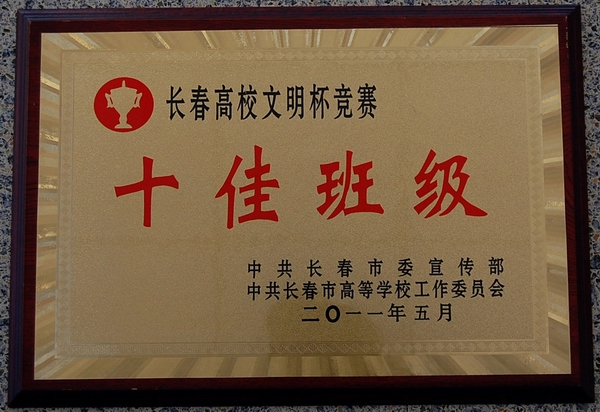 长春高校文明杯竞赛
十佳班级
中共长春市委宣传部
中共长春市高等学校工作委员会
二〇一一年五月